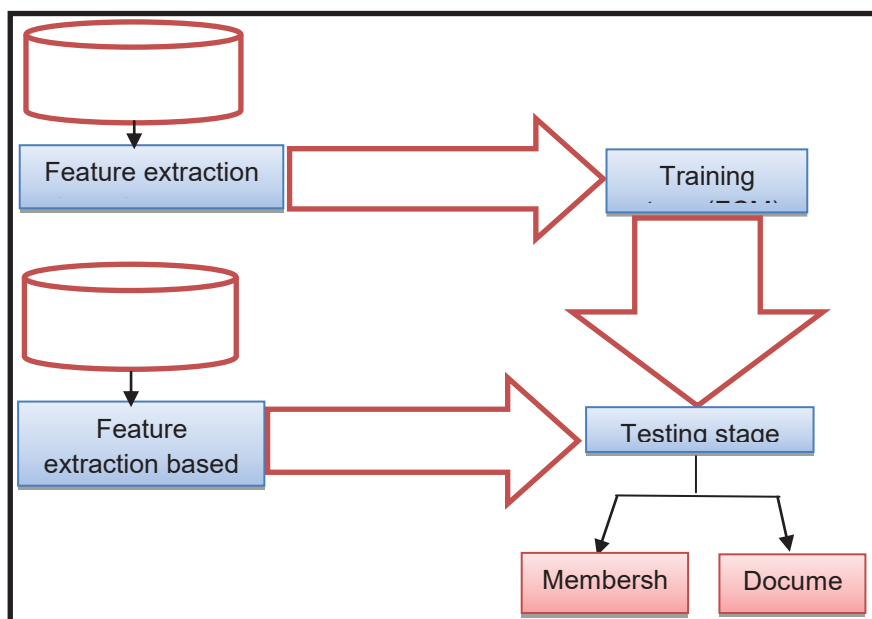 Feature extraction
Training
Feature
extraction based
Testing stage
Membersh
Docume